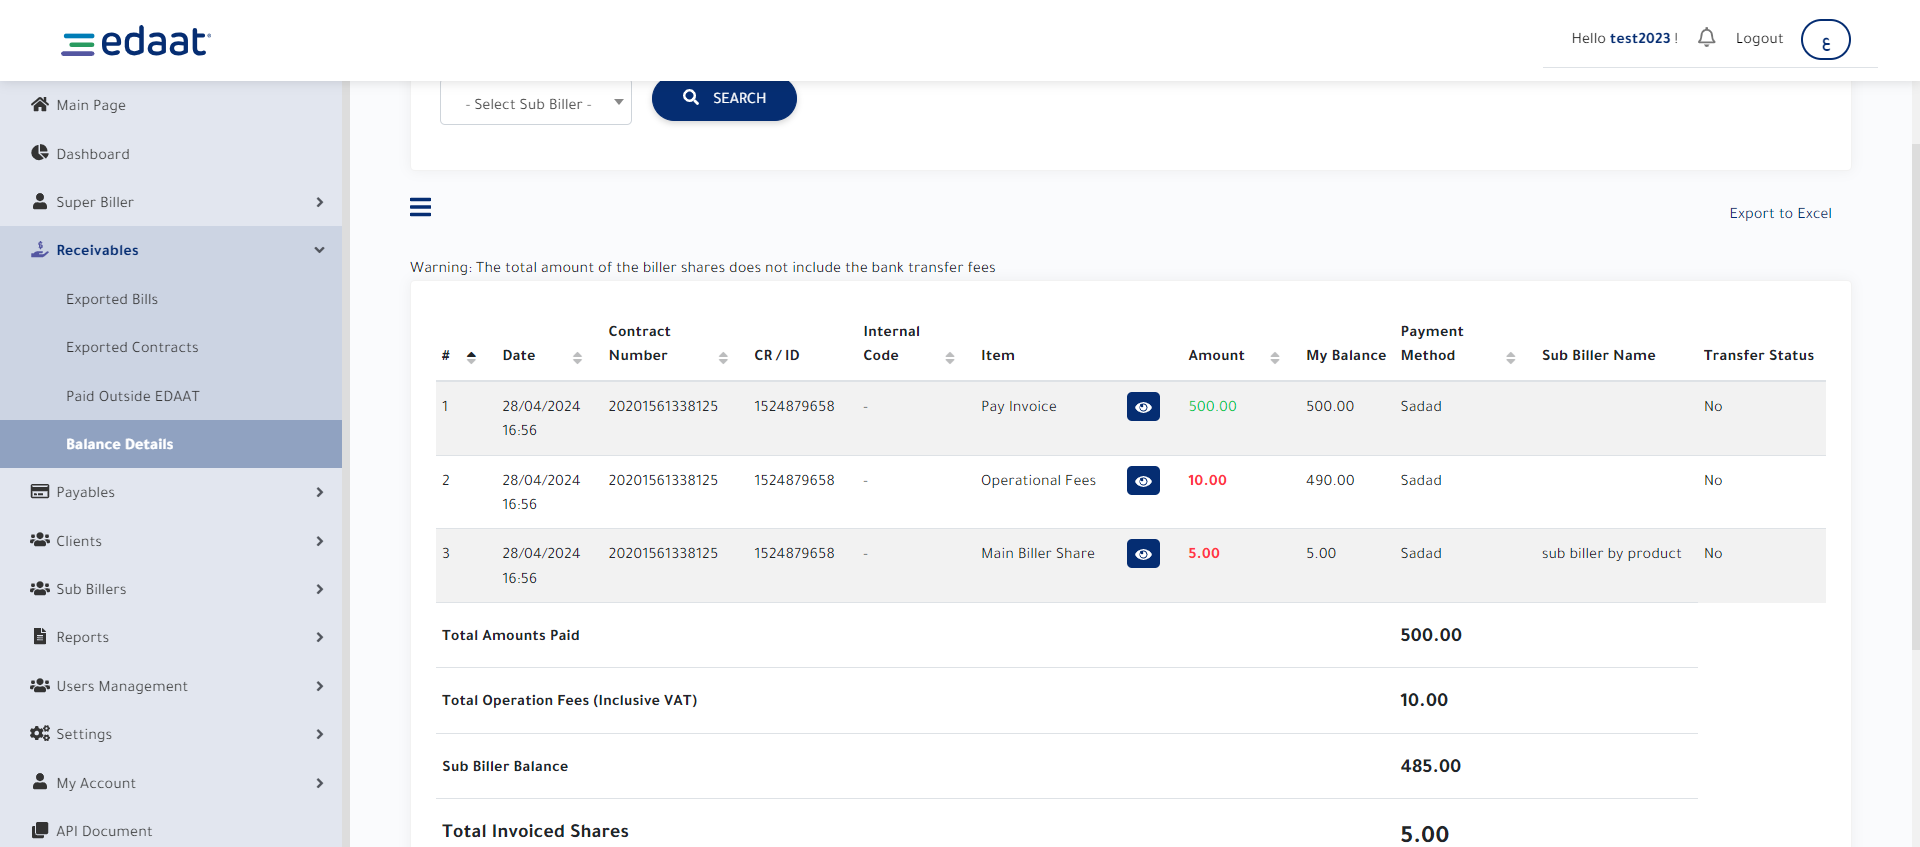 edaat
Hello test2023 !
Logout
ع
Main Page
Dashboard
Super Biller
Receivables
Exported Bills
Exported Contracts
Paid Outside EDAAT
Balance Details
Payables
Clients
Sub Billers
Reports
Users Management
Settings
My Account
API Document
- Select Sub Biller -
SEARCH
Export to Excel
Warning: The total amount of the biller shares does not include the bank transfer fees
# Date Contract Number CR / ID Internal Code Item Amount My Balance Payment Method Sub Biller Name Transfer Status
1 28/04/2024 16:56 20201561338125 1524879658 - Pay Invoice 500.00 500.00 Sadad No
2 28/04/2024 16:56 20201561338125 1524879658 - Operational Fees 10.00 490.00 Sadad No
3 28/04/2024 16:56 20201561338125 1524879658 - Main Biller Share 5.00 5.00 Sadad sub biller by product No
Total Amounts Paid 500.00
Total Operation Fees (Inclusive VAT) 10.00
Sub Biller Balance 485.00
Total Invoiced Shares 5.00